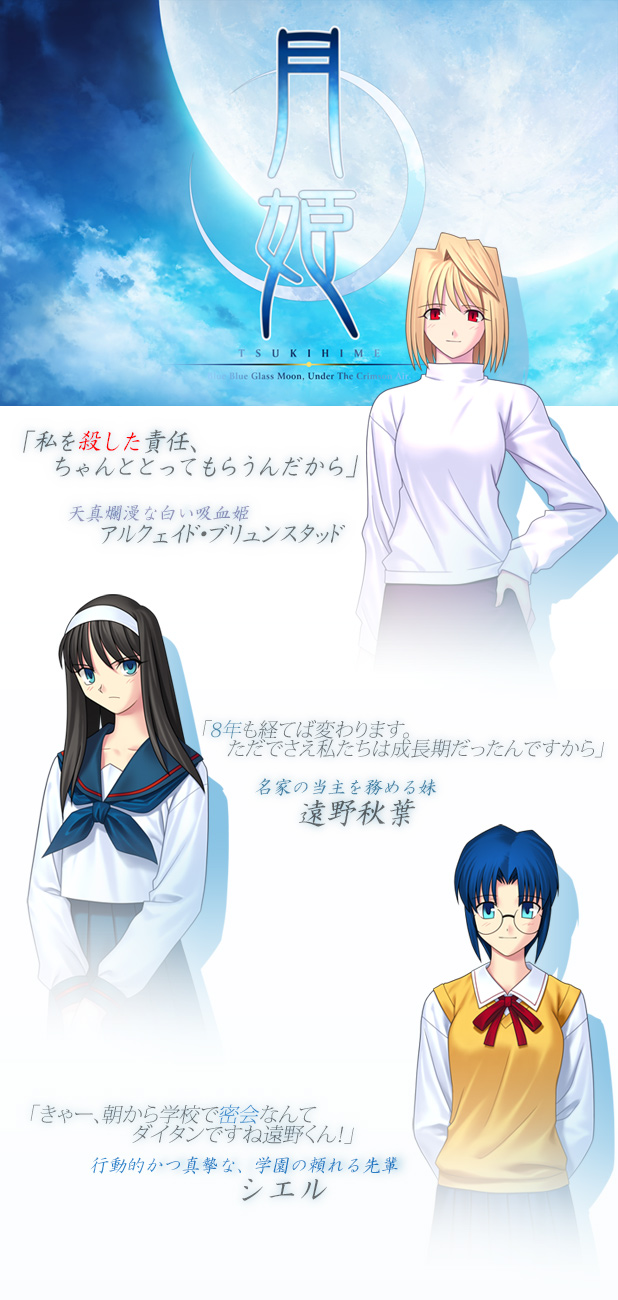 月姫
TSUKIHIME
Blue Glass Moon, Under The Crimson
「私を殺した責任、
ちゃんととってもらうんだから」
天真爛漫な白い吸血姫
アルクェイド・ブリュンスタッド
「8年も経てば変わります。
ただでさえ私たちは成長期だったんですから」
名家の当主を務める妹
遠野秋葉
「きゃー、朝から学校で密会なんて
ダイタンですね遠野くん!」
行動的かつ真摯な、学園の頼れる先輩
シエル